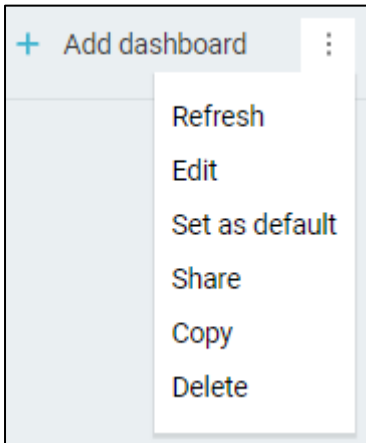 + Add dashboard
Refresh
Edit
Set as default
Share
Copy
Delete